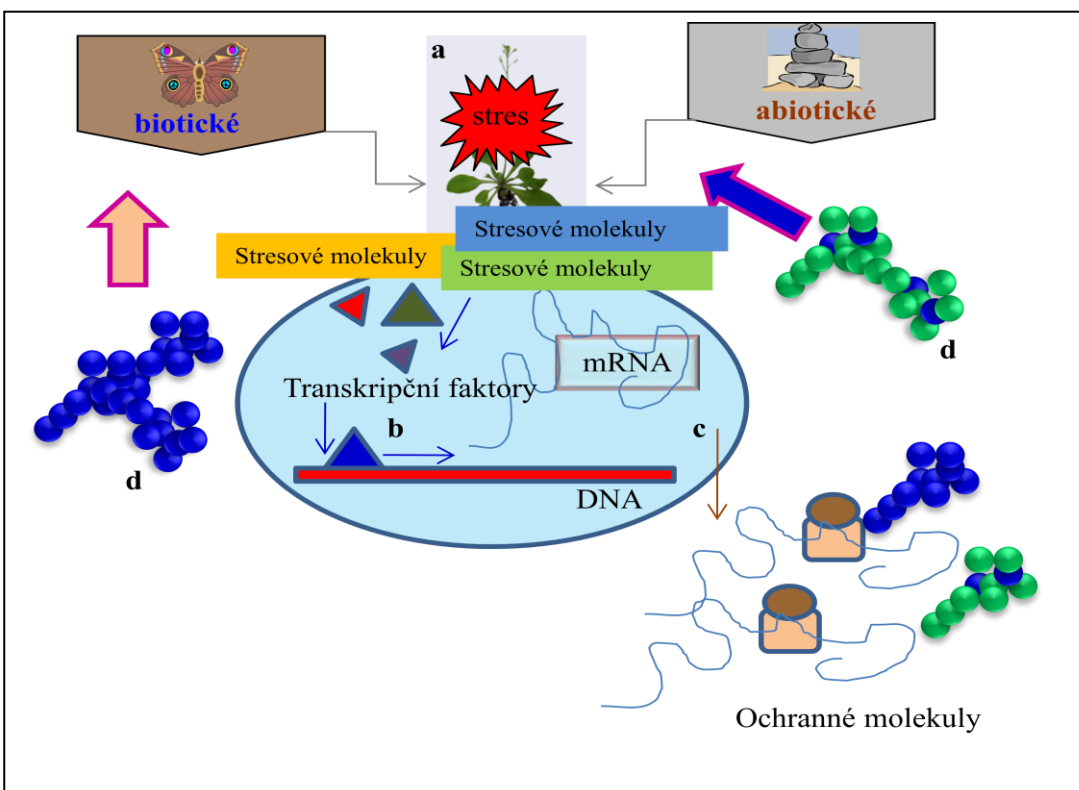 a
biotické
stres
abiotické
Stresové molekuly
Stresové molekuly
Stresové molekuly
mRNA
Transkripční faktory
b
c
d
d
DNA
Ochranné molekuly